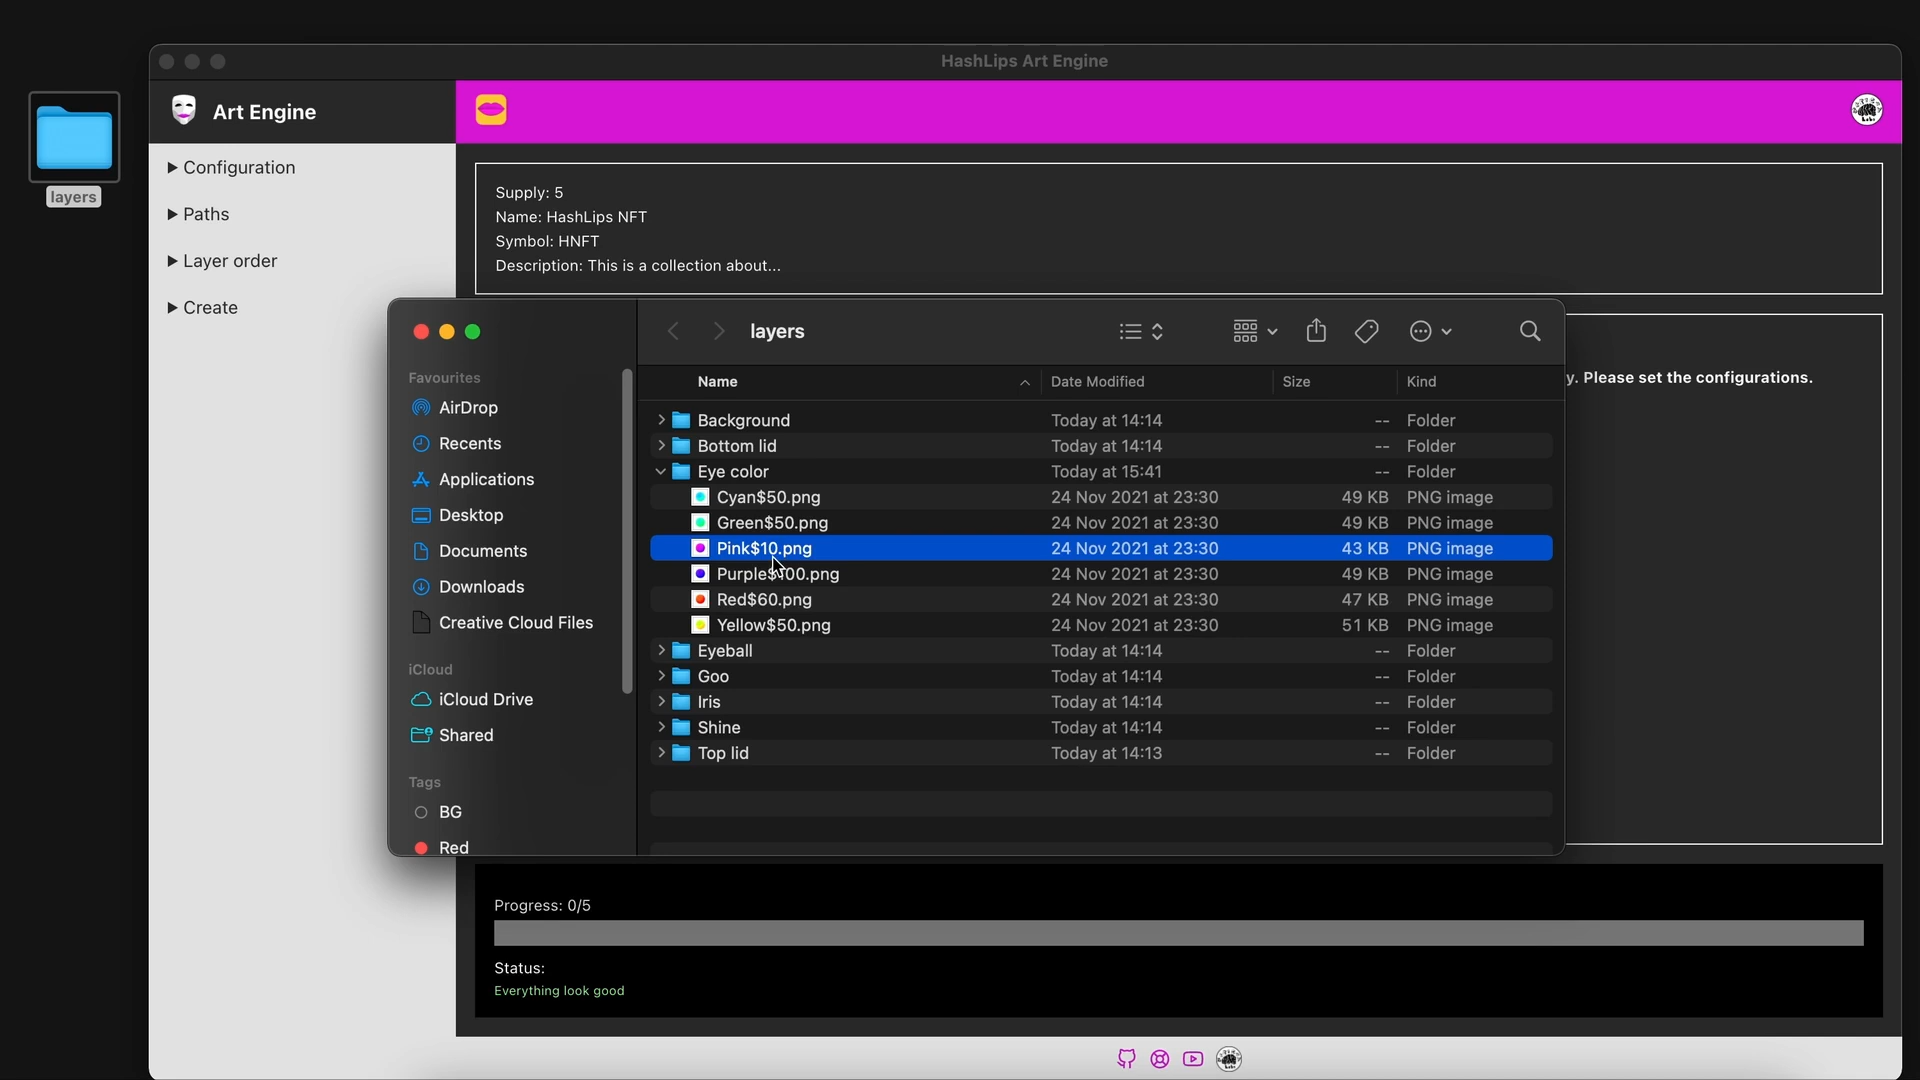 HashLips Art Engine
layers
Art Engine
Configuration
Paths
Layer order
Create
Supply: 5
Name: HashLips NFT
Symbol: HNFT
Description: This is a collection about...
y. Please set the configurations.
layers
Favourites
AirDrop
Recents
Applications
Desktop
Documents
Downloads
Creative Cloud Files
iCloud
iCloud Drive
Shared
Tags
BG
Red
Name Date Modified Size Kind
Background Today at 14:14 -- Folder
Bottom lid Today at 14:14 -- Folder
Eye color Today at 15:41 -- Folder
Cyan$50.png 24 Nov 2021 at 23:30 49 KB PNG image
Green$50.png 24 Nov 2021 at 23:30 49 KB PNG image
Pink$10.png 24 Nov 2021 at 23:30 43 KB PNG image
Purple$100.png 24 Nov 2021 at 23:30 49 KB PNG image
Red$60.png 24 Nov 2021 at 23:30 47 KB PNG image
Yellow$50.png 24 Nov 2021 at 23:30 51 KB PNG image
Eyeball Today at 14:14 -- Folder
Goo Today at 14:14 -- Folder
Iris Today at 14:14 -- Folder
Shine Today at 14:14 -- Folder
Top lid Today at 14:13 -- Folder
Progress: 0/5
Status:
Everything look good